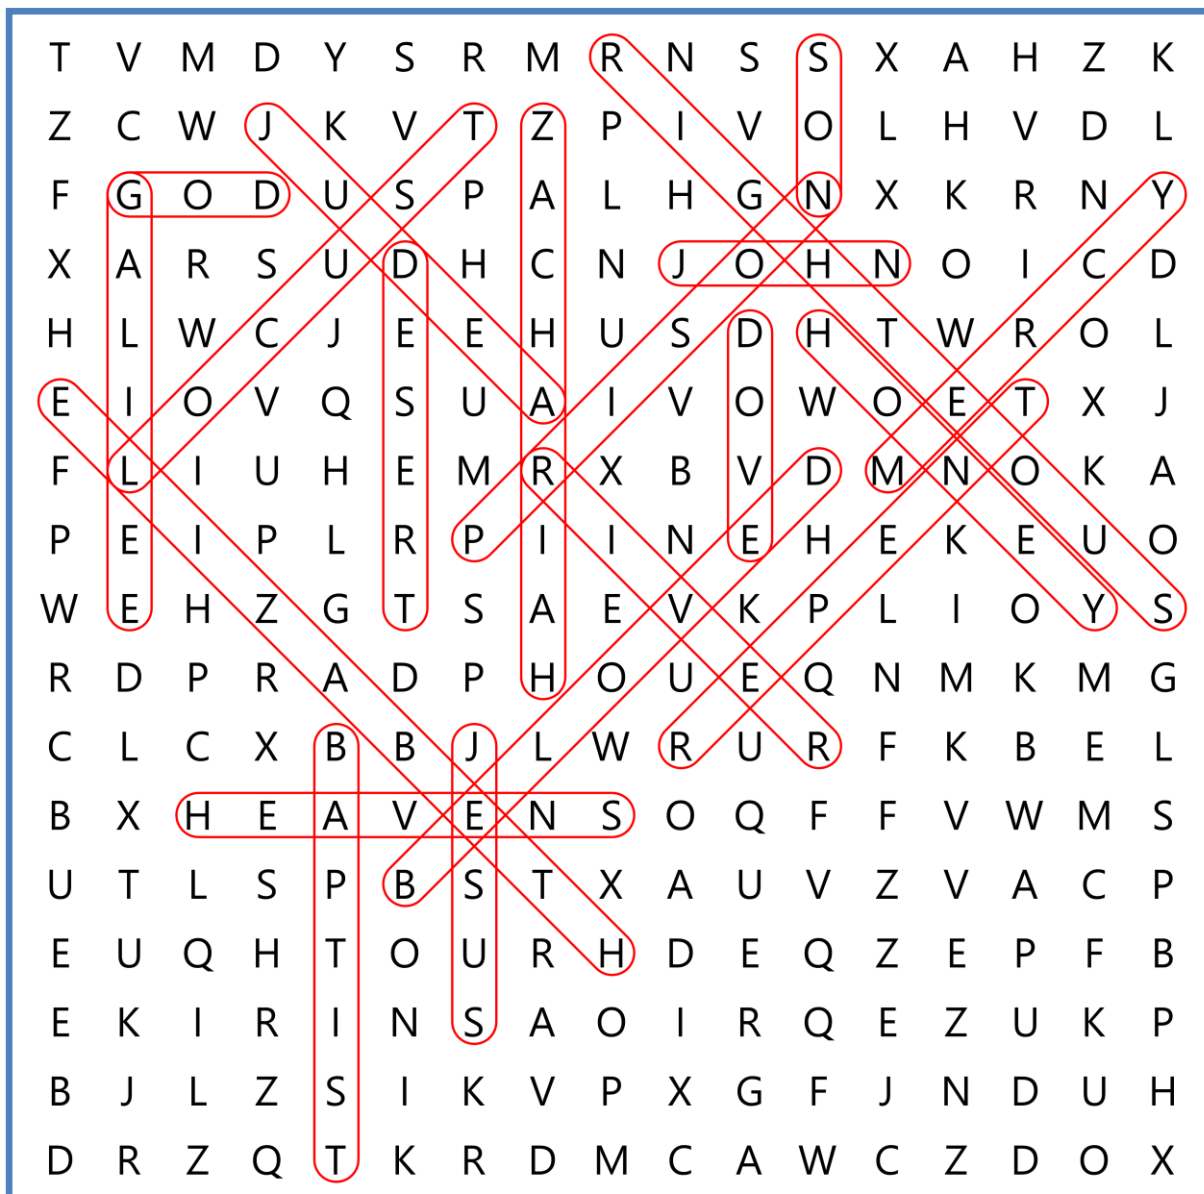 T V M D Y S R M R N S S X A H Z K
Z C W J K V T Z P I V O L H V D L
F G O D U S P A L H G N X K R N Y
X A R S U D H C N J O H N O I C D
H L W C J E E H U S D H T W R O L
E I O V Q S U A I V O W O E T X J
F L I U H E M R X B V D M N O K A
P E I P L R P I I N E H E K E U O
W E H Z G T S A E V K P L I O Y S
R D P R A D P H O U E Q N M K M G
C L C X B B J L W R U R F K B E L
B X H E A V E N S O Q F F V W M S
U T L S P B S T X A U V Z V A C P
E U Q H T O U R H D E Q Z E P F B
E K I R I N S A O I R Q E Z U K P
B J L Z S I K V P X G F J N D U H
D R Z Q T K R D M C A W C Z D O X